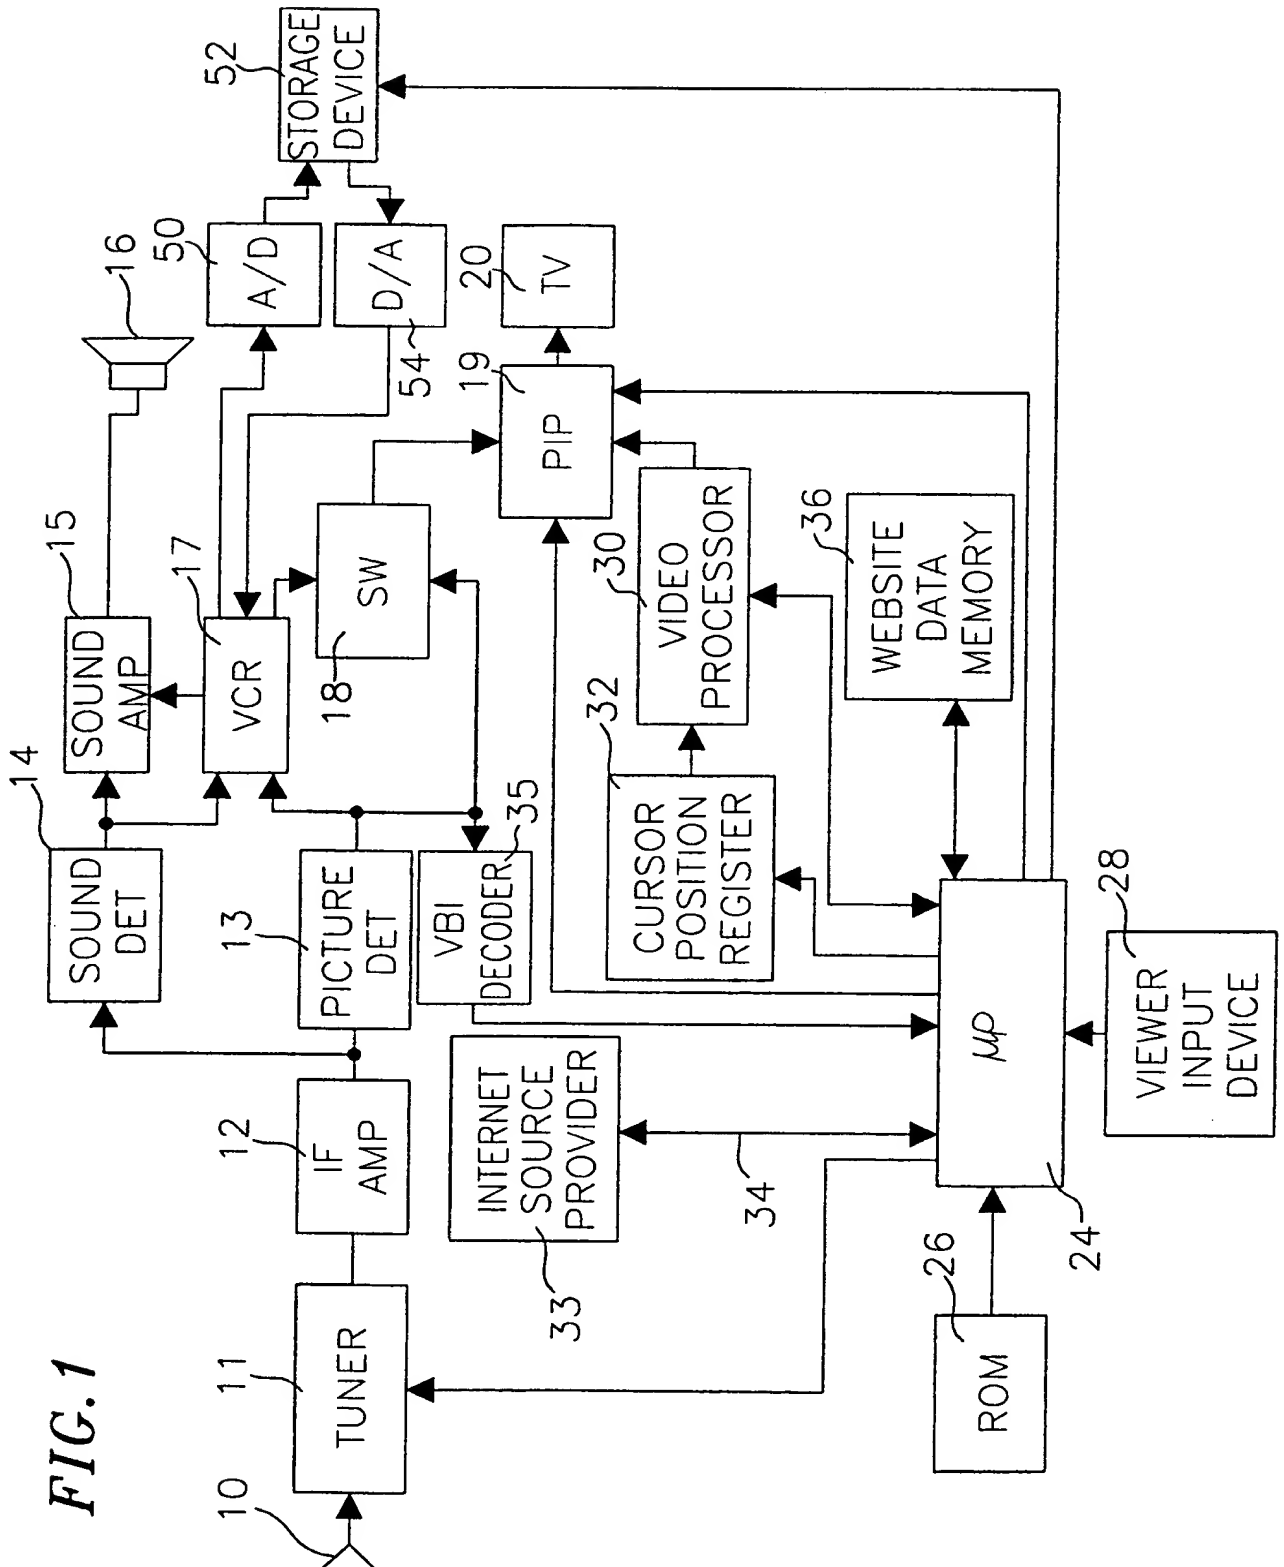 FIG.1
10
11
TUNER
12
IF
AMP
13
PICTURE
DET
14
SOUND
DET
15
SOUND
AMP
16
17
VCR
18
SW
50
A/D
52
STORAGE
DEVICE
54
D/A
19
PIP
20
TV
35
VBI
DECODER
33
INTERNET
SOURCE
PROVIDER
34
32
CURSOR
POSITION
REGISTER
30
VIDEO
PROCESSOR
36
WEBSITE
DATA
MEMORY
26
ROM
24
μP
28
VIEWER
INPUT
DEVICE